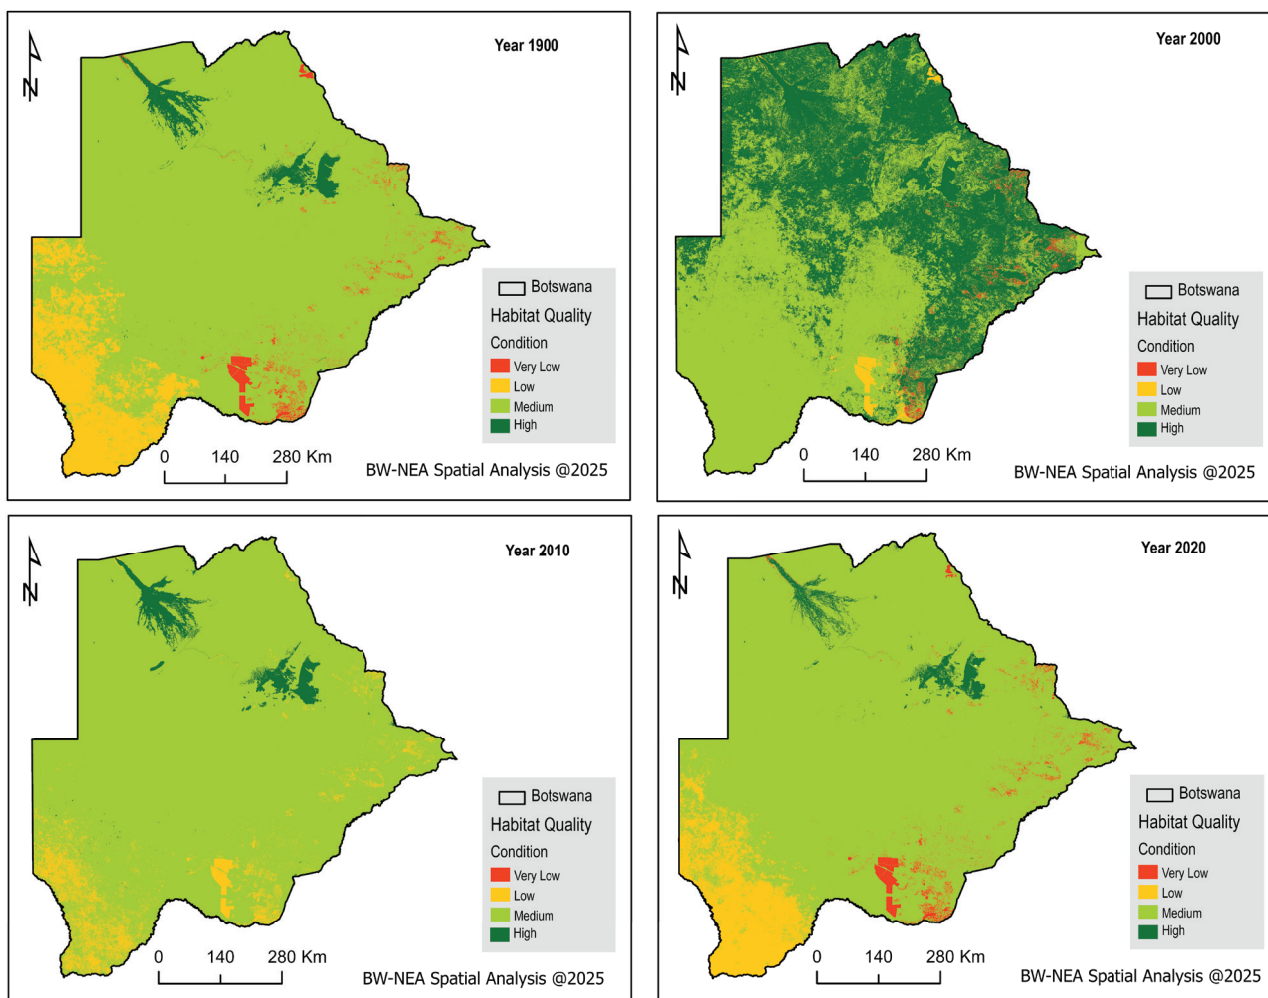 Year 1900
N
Botswana
Habitat Quality
Condition
Very Low
Low
Medium
High
0 140 280 Km
BW-NEA Spatial Analysis @2025
Year 2000
N
Botswana
Habitat Quality
Condition
Very Low
Low
Medium
High
0 140 280 Km
BW-NEA Spatial Analysis @2025
Year 2010
N
Botswana
Habitat Quality
Condition
Very Low
Low
Medium
High
0 140 280 Km
BW-NEA Spatial Analysis @2025
Year 2020
N
Botswana
Habitat Quality
Condition
Very Low
Low
Medium
High
0 140 280 Km
BW-NEA Spatial Analysis @2025